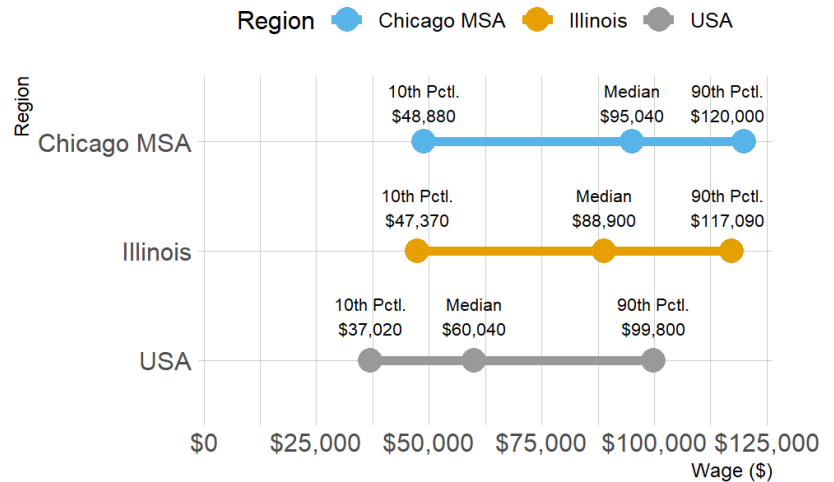 Region Chicago MSA Illinois USA
Region
10th Pctl. Median 90th Pctl.
$48,880 $95,040 $120,000
Chicago MSA
10th Pctl. Median 90th Pctl.
$47,370 $88,900 $117,090
Illinois
10th Pctl. Median 90th Pctl.
$37,020 $60,040 $99,800
USA
$0 $25,000 $50,000 $75,000 $100,000 $125,000
Wage ($)